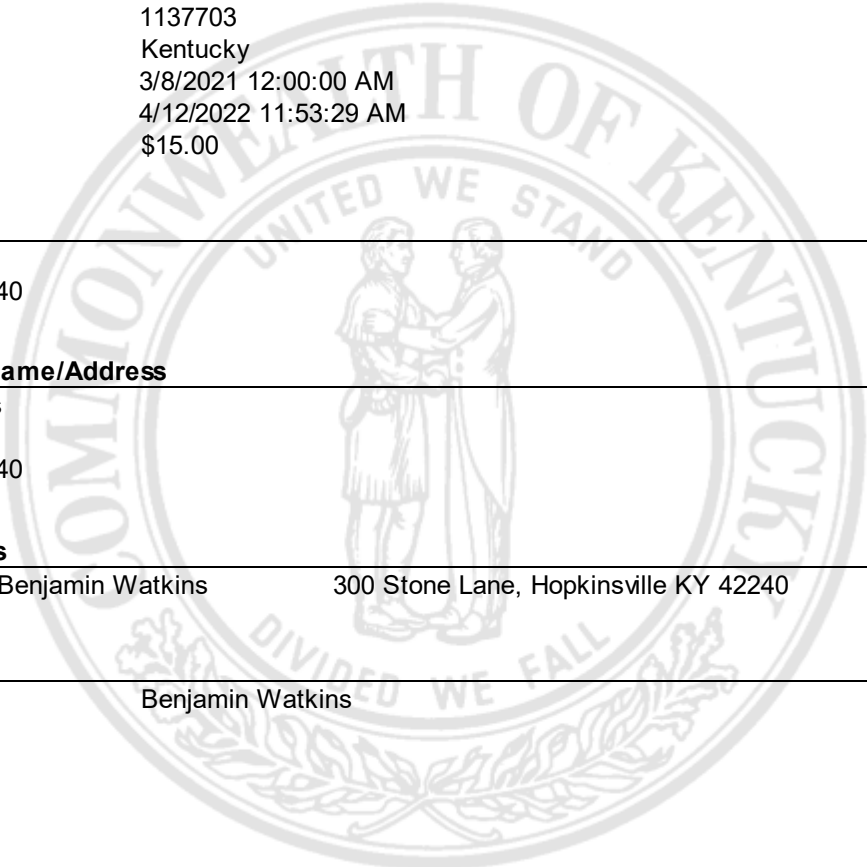 1137703
Kentucky
3/8/2021 12:00:00 AM
4/12/2022 11:53:29 AM
$15.00
COMMONWEALTH OF KENTUCKY
UNITED WE STAND
40
ame/Address
s
40
s
Benjamin Watkins 300 Stone Lane, Hopkinsville KY 42240
DIVIDED WE FALL
Benjamin Watkins